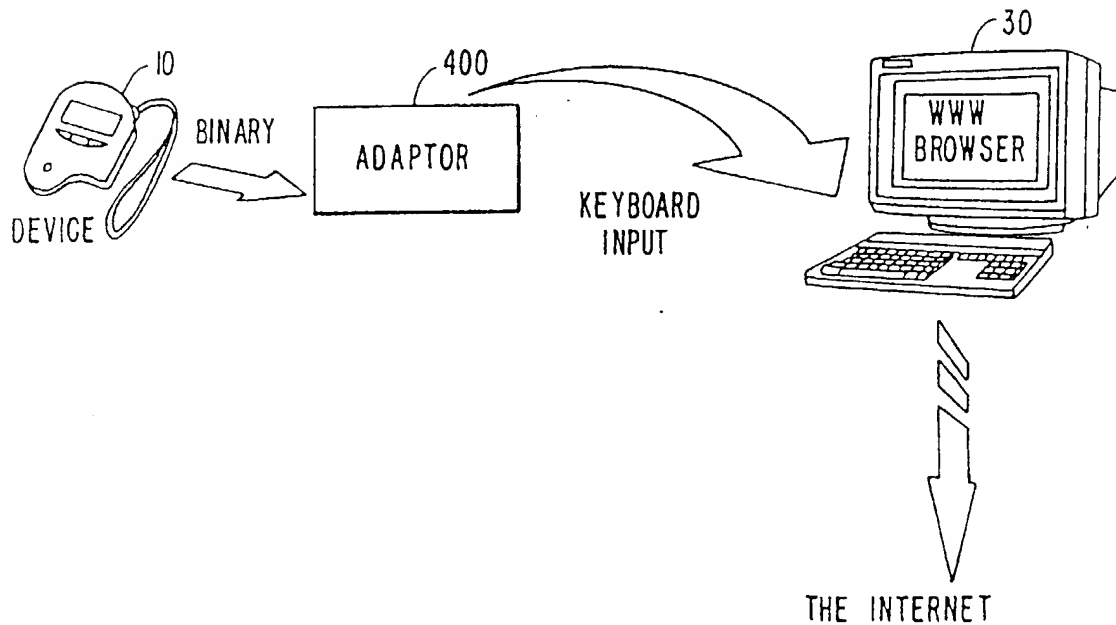 10
400
30
BINARY
ADAPTOR
WWW
BROWSER
DEVICE
KEYBOARD
INPUT
THE INTERNET